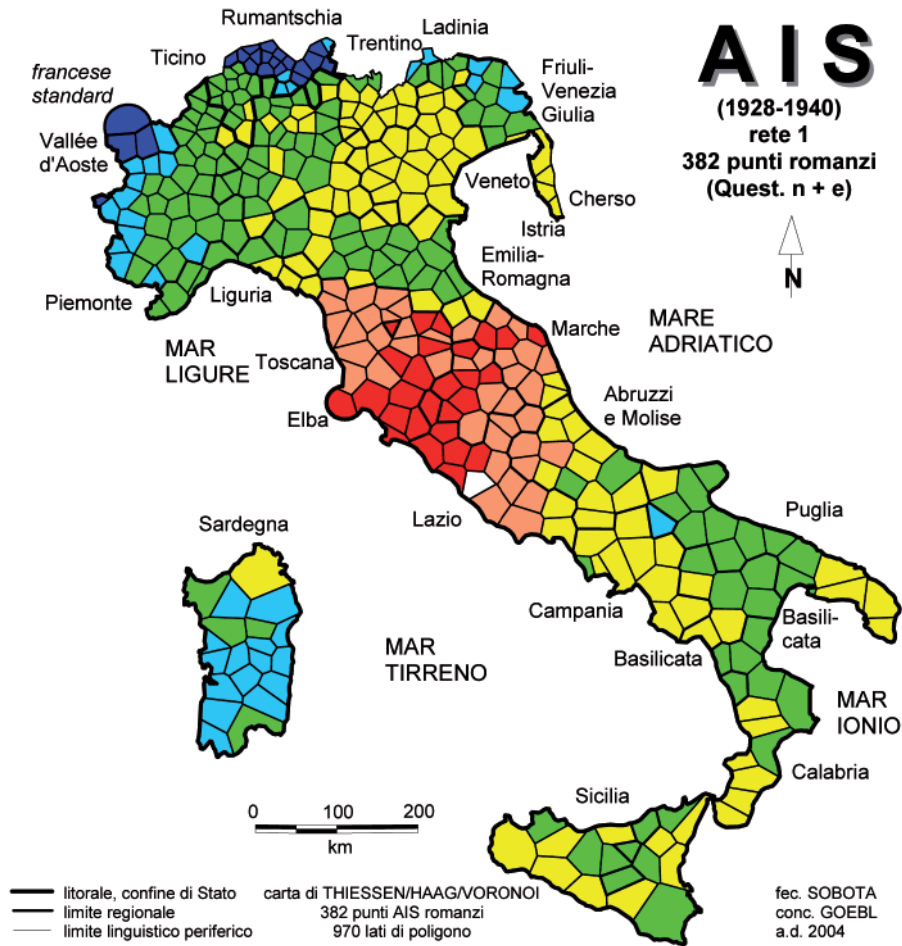 Rumantschia
Ticino
Trentino
Ladinia
francese
standard
Vallée
d'Aoste
Friuli-
Venezia
Giulia
A I S
(1928-1940)
rete 1
382 punti romanzi
(Quest. n + e)
N
Veneto
Cherso
Istria
Emilia-
Romagna
Piemonte
Liguria
MAR
LIGURE
Toscana
Marche
MARE
ADRIATICO
Elba
Abruzzi
e Molise
Lazio
Puglia
Sardegna
Campania
Basili-
cata
Basilicata
MAR
TIRRENO
MAR
IONIO
Calabria
Sicilia
0 100 200
km
litorale, confine di Stato
limite regionale
limite linguistico periferico
carta di THIESSEN/HAAG/VORONOI
382 punti AIS romanzi
970 lati di poligono
fec. SOBOTA
conc. GOEBL
a.d. 2004